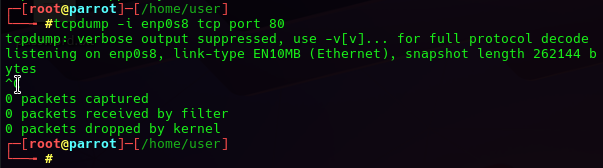 ┌─[root@parrot]─[/home/user]
└──╼ #tcpdump -i enp0s8 tcp port 80
tcpdump: verbose output suppressed, use -v[v]... for full protocol decode
listening on enp0s8, link-type EN10MB (Ethernet), snapshot length 262144 b
ytes
^
0 packets captured
0 packets received by filter
0 packets dropped by kernel
┌─[root@parrot]─[/home/user]
└──╼ #